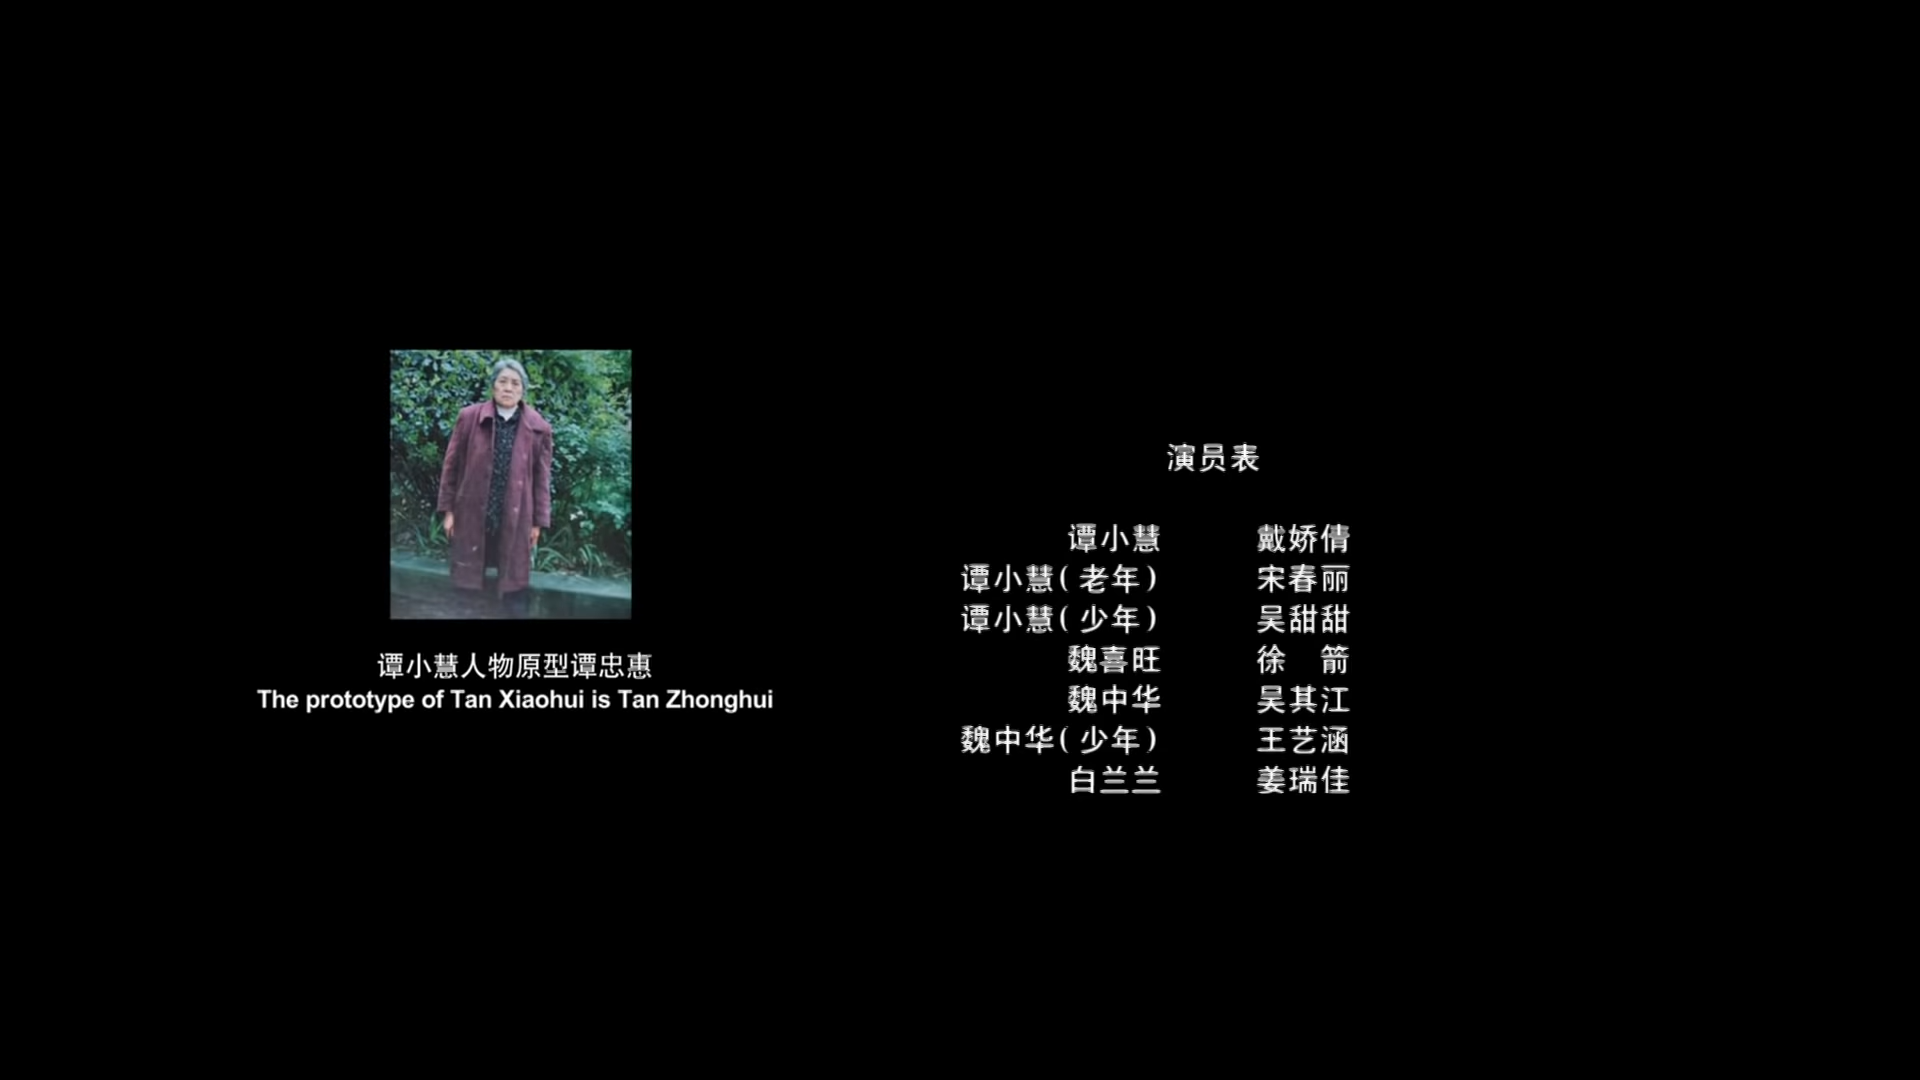 谭小慧人物原型谭忠惠
The prototype of Tan Xiaohui is Tan Zhonghui
演员表
谭小慧 戴娇倩
谭小慧(老年) 宋春丽
谭小慧(少年) 吴甜甜
魏喜旺 徐 箭
魏中华 吴其江
魏中华(少年) 王艺涵
白兰兰 姜瑞佳